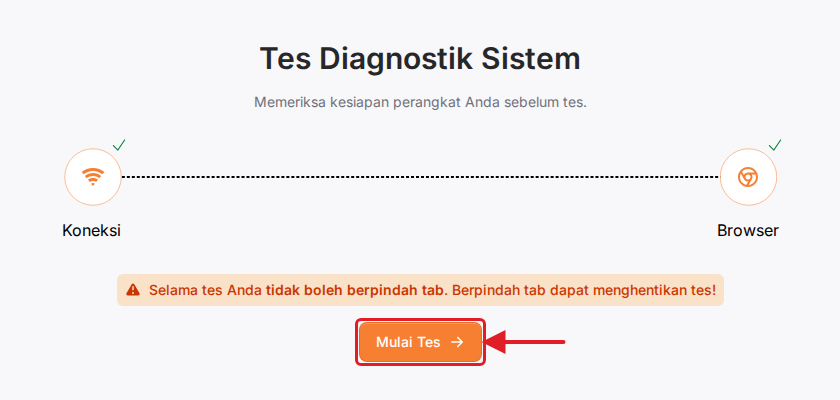 Tes Diagnostik Sistem
Memeriksa kesiapan perangkat Anda sebelum tes.
Koneksi
Browser
Selama tes Anda tidak boleh berpindah tab. Berpindah tab dapat menghentikan tes!
Mulai Tes